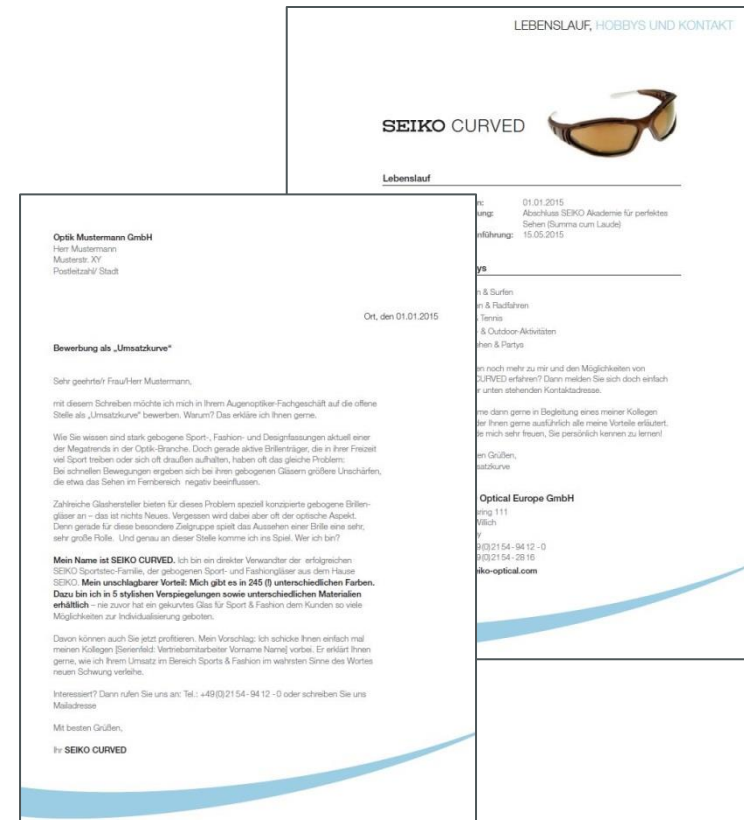 LEBENSLAUF, HOBBYS UND KONTAKT
SEIKO CURVED
Lebenslauf
01.01.2015
Abschluss SEIKO Akademie für perfektes
Sehen (Summa cum Laude)
15.05.2015
& Surfen
& Radfahren
Tennis
& Outdoor-Aktivitäten
& Partys
noch mehr zu mir und den Möglichkeiten von
CURVED erfahren? Dann melden Sie sich doch einfach
unten stehenden Kontaktadresse.
dann gerne in Begleitung eines meiner Kollegen
der Ihnen gerne ausführlich alle meine Vorteile erläutert.
mich sehr freuen, Sie persönlich kennen zu lernen!
Grüßen,
Optical Europe GmbH
111
Willich
(0)2154-9412-0
(0)2154-2816
Optik Mustermann GmbH
Herr Mustermann
Musterstr. XY
Postleitzahl/ Stadt
Ort, den 01.01.2015
Bewerbung als „Umsatzkurve“
Sehr geehrte/r Frau/Herr Mustermann,
mit diesem Schreiben möchte ich mich in Ihrem Augenoptiker-Fachgeschäft auf die offene
Stelle als „Umsatzkurve“ bewerben. Warum? Das erkläre ich Ihnen gerne.
Wie Sie wissen sind stark gebogene Sport-, Fashion- und Designfassungen aktuell einer
der Megatrends in der Optik-Branche. Doch gerade aktive Brillenträger, die in ihrer Freizeit
viel Sport treiben oder sich oft draußen aufhalten, haben oft das gleiche Problem:
Bei schnellen Bewegungen ergeben sich bei ihren gebogenen Gläsern größere Unschärfen,
die etwa das Sehen im Fernbereich negativ beeinflussen.
Zahlreiche Glashersteller bieten für dieses Problem speziell konzipierte gebogene Brillen-
gläser an – das ist nichts Neues. Vergessen wird dabei aber oft der optische Aspekt.
Denn gerade für diese besondere Zielgruppe spielt das Aussehen einer Brille eine sehr,
sehr große Rolle. Und genau an dieser Stelle komme ich ins Spiel. Wer ich bin?
Mein Name ist SEIKO CURVED. Ich bin ein direkter Verwandter der erfolgreichen
SEIKO Sportstec-Familie, der gebogenen Sport- und Fashiongläser aus dem Hause
SEIKO. Mein unschlagbarer Vorteil: Mich gibt es in 245 (!) unterschiedlichen Farben.
Dazu bin ich in 5 stylishen Verspiegelungen sowie unterschiedlichen Materialien
erhältlich – nie zuvor hat ein gekurvtes Glas für Sport & Fashion dem Kunden so viele
Möglichkeiten zur Individualisierung geboten.
Davon können auch Sie jetzt profitieren. Mein Vorschlag: Ich schicke Ihnen einfach mal
meinen Kollegen [Serienfeld: Vertriebsmitarbeiter Vorname Name] vorbei. Er erklärt Ihnen
gerne, wie ich Ihrem Umsatz im Bereich Sports & Fashion im wahrsten Sinne des Wortes
neuen Schwung verleihe.
Interessiert? Dann rufen Sie uns an: Tel.: +49(0)2154-9412-0 oder schreiben Sie uns
Mailadresse
Mit besten Grüßen,
Ihr SEIKO CURVED